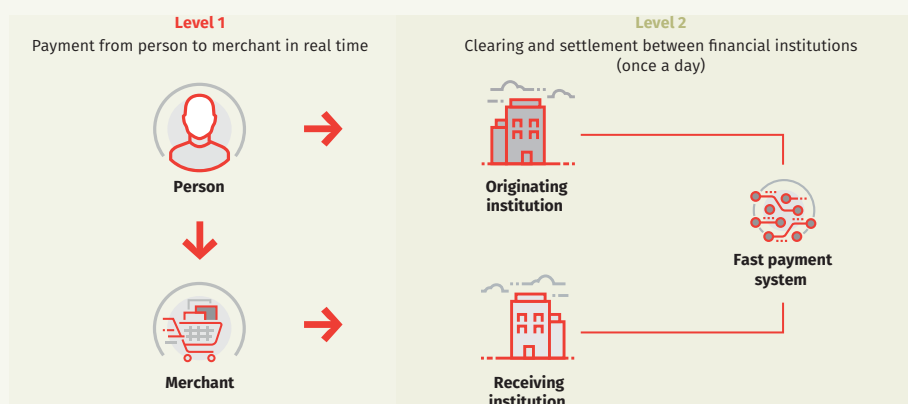 Level 1
Payment from person to merchant in real time
Level 2
Clearing and settlement between financial institutions
(once a day)
Person
Originating
institution
Fast payment
system
Merchant
Receiving
institution